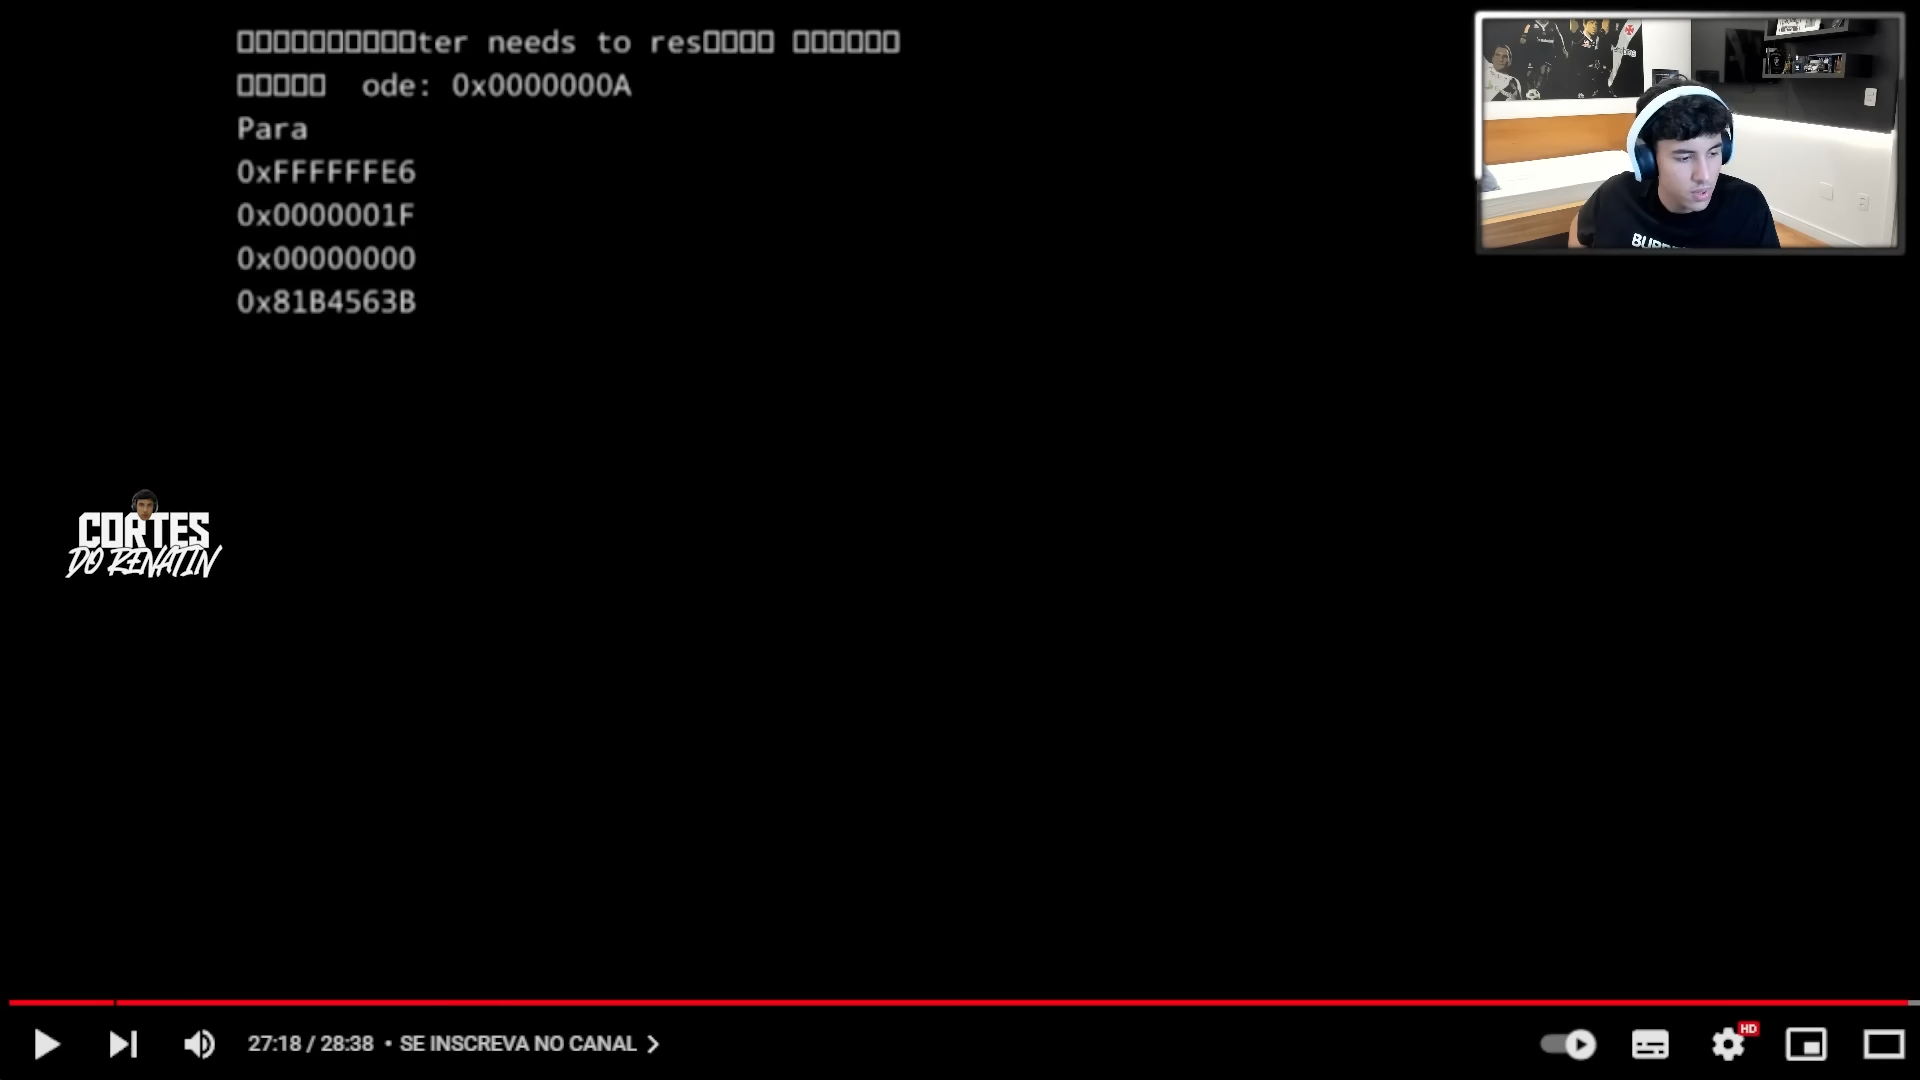 ▯▯▯▯▯▯▯▯▯▯ter needs to res▯▯▯▯ ▯▯▯▯▯▯
▯▯▯▯▯ ode: 0x0000000A
Para
0xFFFFFFE6
0x0000001F
0x00000000
0x81B4563B
CORTES
DO RENATIN
27:18 / 28:38 • SE INSCREVA NO CANAL
HD